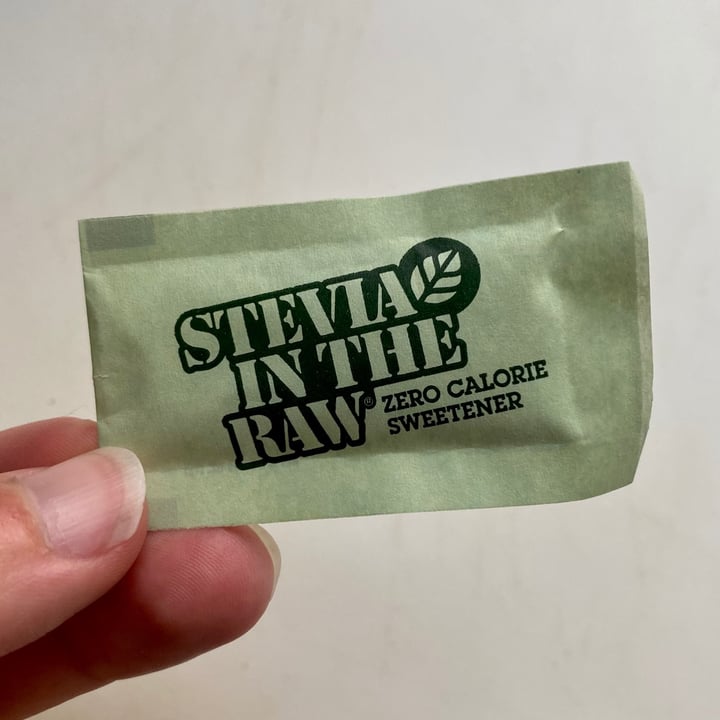 STEVIA
IN THE
RAW®
ZERO CALORIE
SWEETENER